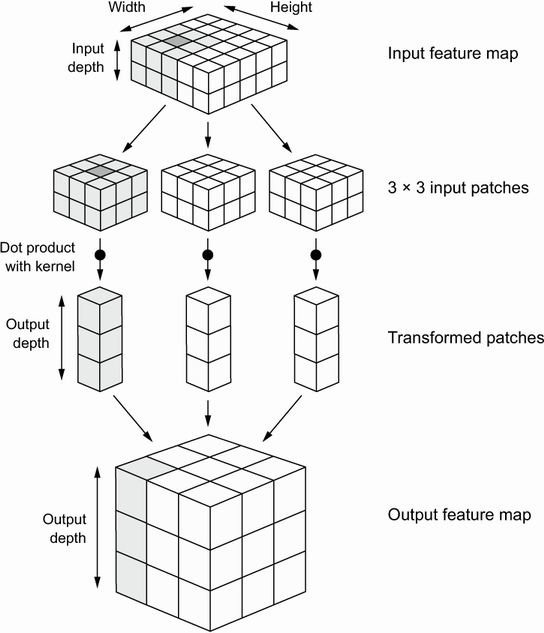 Width
Height
Input
depth
Input feature map
3 × 3 input patches
Dot product
with kernel
Output
depth
Transformed patches
Output
depth
Output feature map